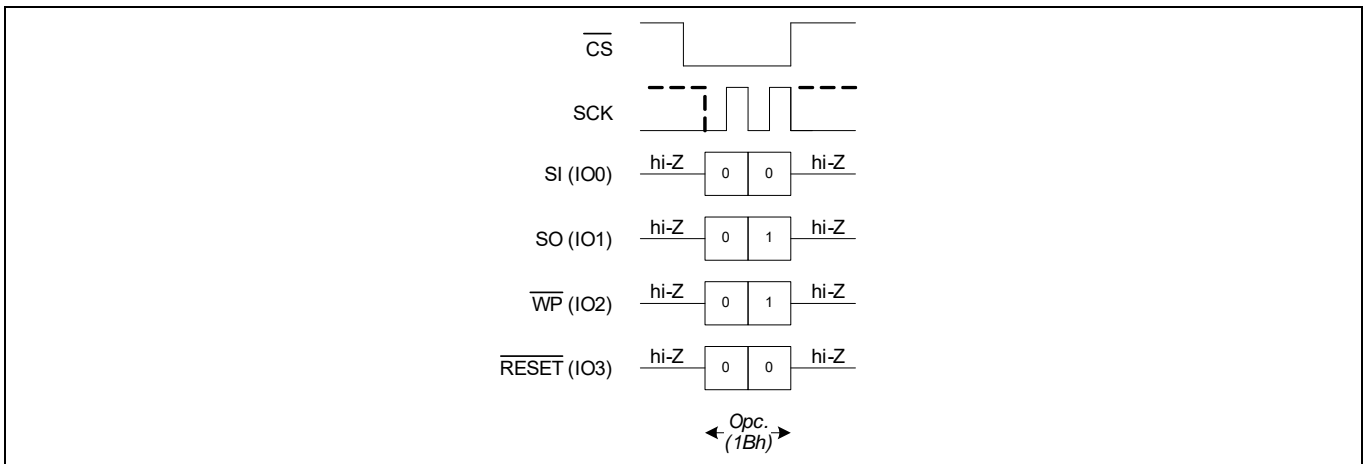 CS
SCK
SI (IO0) hi-Z 0 0 hi-Z
SO (IO1) hi-Z 0 1 hi-Z
WP (IO2) hi-Z 0 1 hi-Z
RESET (IO3) hi-Z 0 0 hi-Z
Opc.
(1Bh)